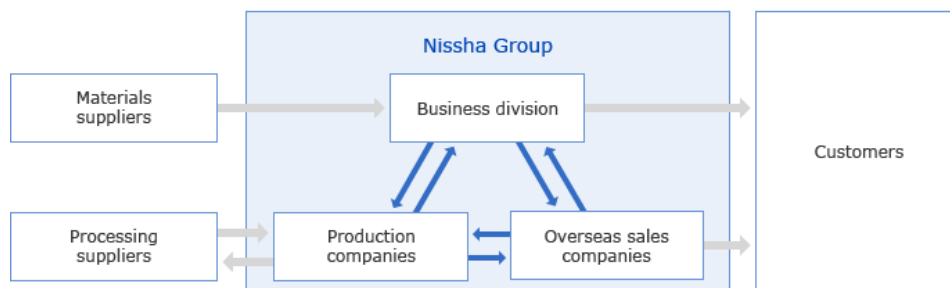 Nissha Group
Materials
suppliers
Business division
Customers
Processing
suppliers
Production
companies
Overseas sales
companies